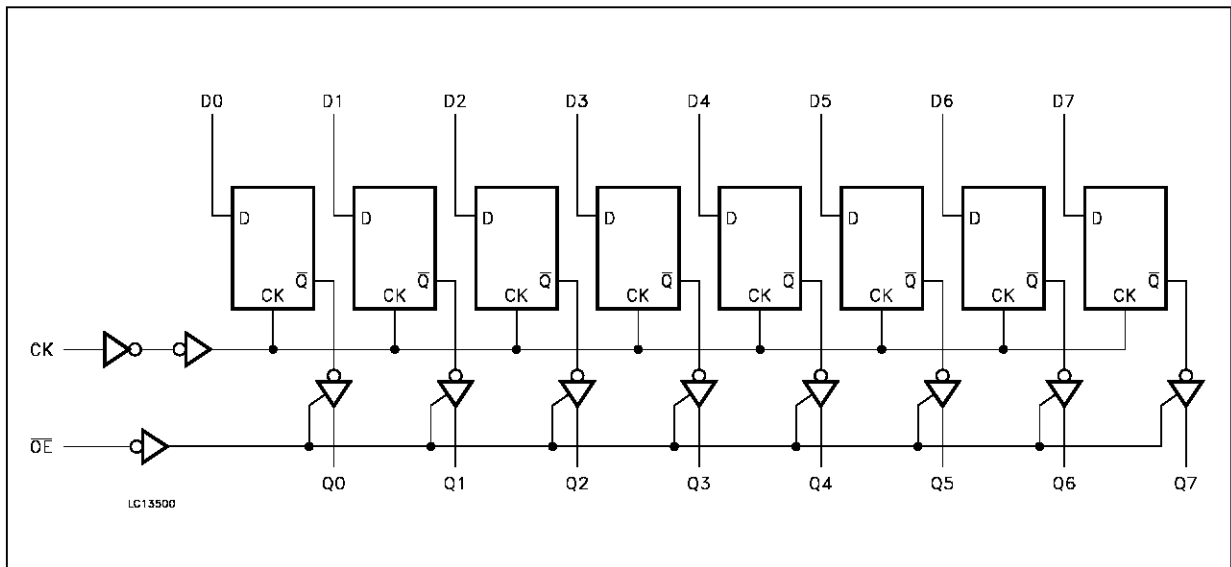 D0 D1 D2 D3 D4 D5 D6 D7
D D D D D D D D
Q̅ Q̅ Q̅ Q̅ Q̅ Q̅ Q̅ Q̅
CK CK CK CK CK CK CK CK
CK
O̅E̅
Q0 Q1 Q2 Q3 Q4 Q5 Q6 Q7
LC13500